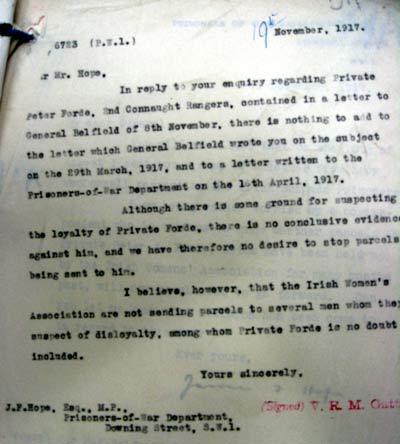 6723 (P.W.1.)
19th November, 1917.
r Mr. Hope,
In reply to your enquiry regarding Private
Peter Forde, 2nd Connaught Rangers, contained in a letter to
General Belfield of 8th November, there is nothing to add to
the letter which General Belfield wrote you on the subject
on the 29th March, 1917, and to a letter written to the
Prisoners-of-War Department on the April, 1917.
Although there is some ground for suspecting
the loyalty of Private Forde, there is no conclusive evidence
against him, and we have therefore no desire to stop parcels
being sent to him.
I believe, however, that the Irish Women's
Association are not sending parcels to several men whom they
suspect of disloyalty, among whom Private Forde is no doubt
included.
Yours sincerely,
(Signed) V. R. M.
J.F.Hope, Esq., M.P.,
Prisoners-of-War Department,
Downing Street, S.W.1.